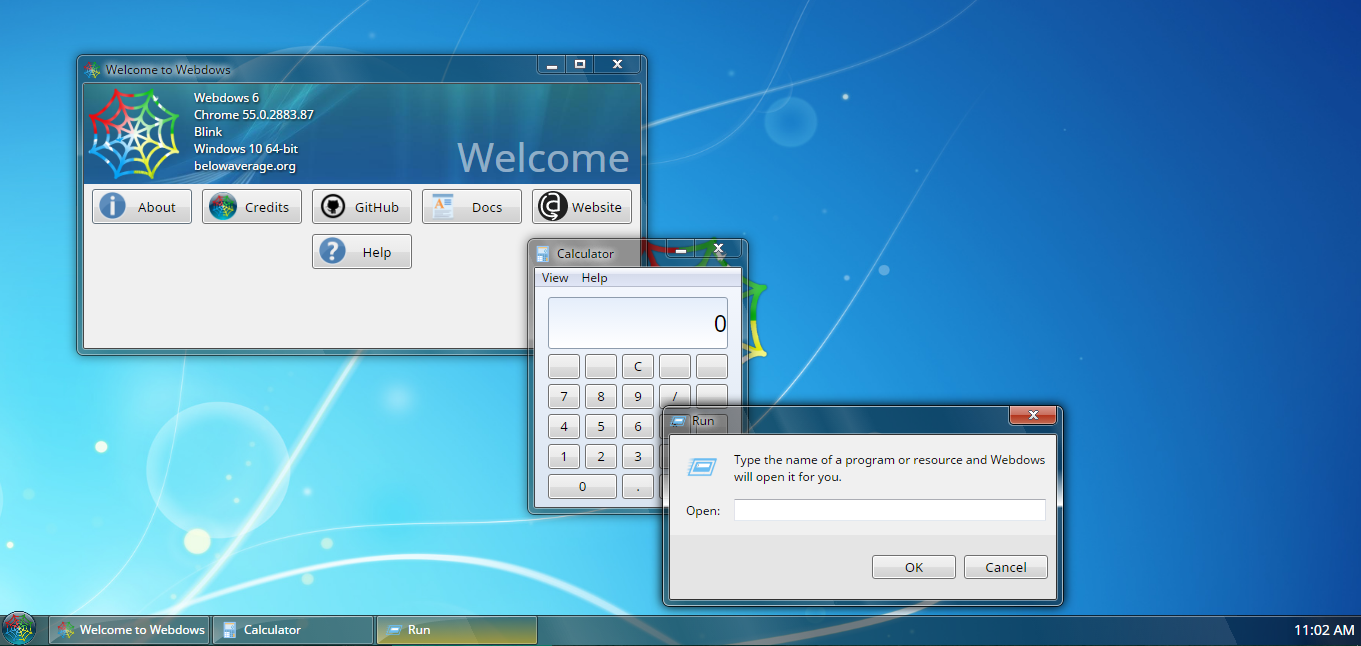 Welcome to Webdows
Webdows 6
Chrome 55.0.2883.87
Blink
Windows 10 64-bit
belowaverage.org
Welcome
About
Credits
GitHub
Docs
Website
Help
Calculator
View Help
0
C
7 8 9 /
4 5 6
1 2 3
0 .
Run
Type the name of a program or resource and Webdows
will open it for you.
Open:
OK Cancel
Welcome to Webdows Calculator Run 11:02 AM